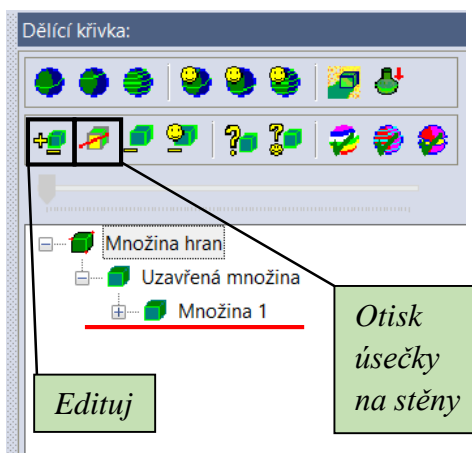 Dělící křivka:
Množina hran
Uzavřená množina
Množina 1
Edituj
Otisk
úsečky
na stěny